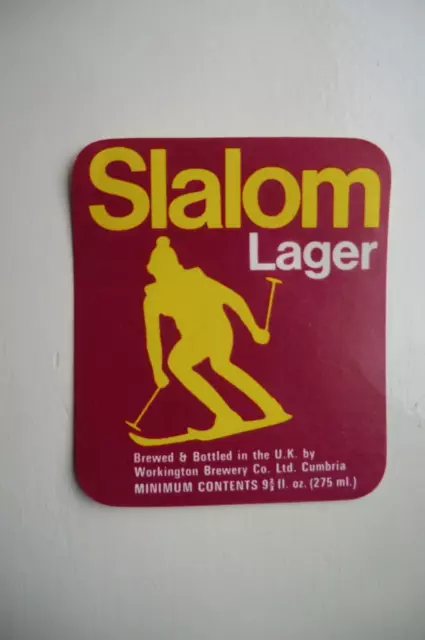 Slalom
Lager
Brewed & Bottled in the U.K. by
Workington Brewery Co. Ltd. Cumbria
MINIMUM CONTENTS 9⅔ fl. oz. (275 ml.)